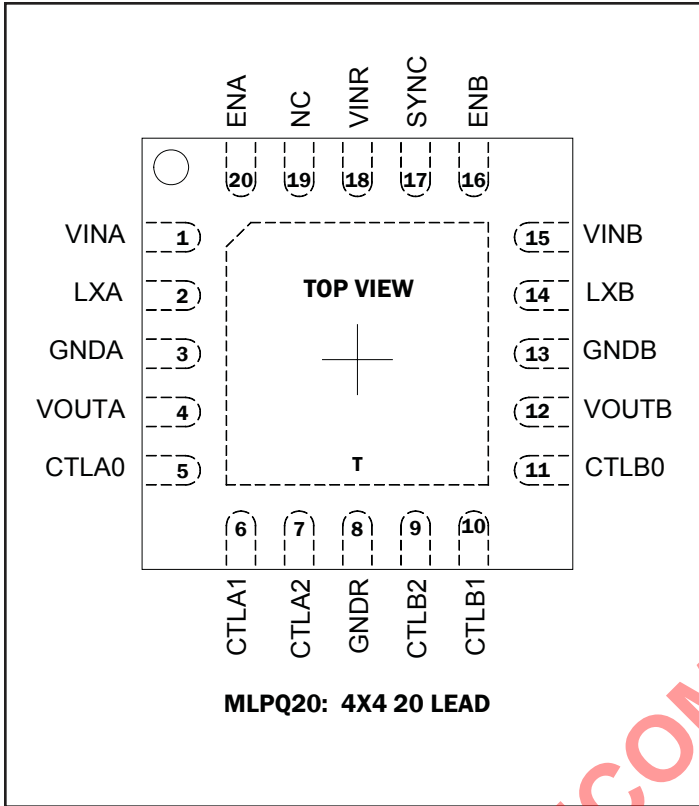 ENA
NC
VINR
SYNC
ENB
20
19
18
17
16
VINA 1
15 VINB
LXA 2
14 LXB
GNDA 3
13 GNDB
VOUTA 4
12 VOUTB
CTLA0 5
11 CTLB0
TOP VIEW
T
6
7
8
9
10
CTLA1
CTLA2
GNDR
CTLB2
CTLB1
MLPQ20: 4X4 20 LEAD